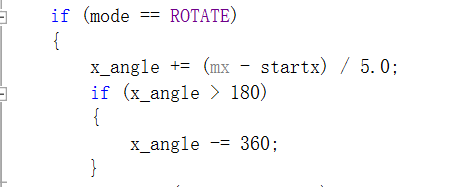 if (mode == ROTATE)
{
x_angle += (mx - startx) / 5.0;
if (x_angle > 180)
{
x_angle -= 360;
}